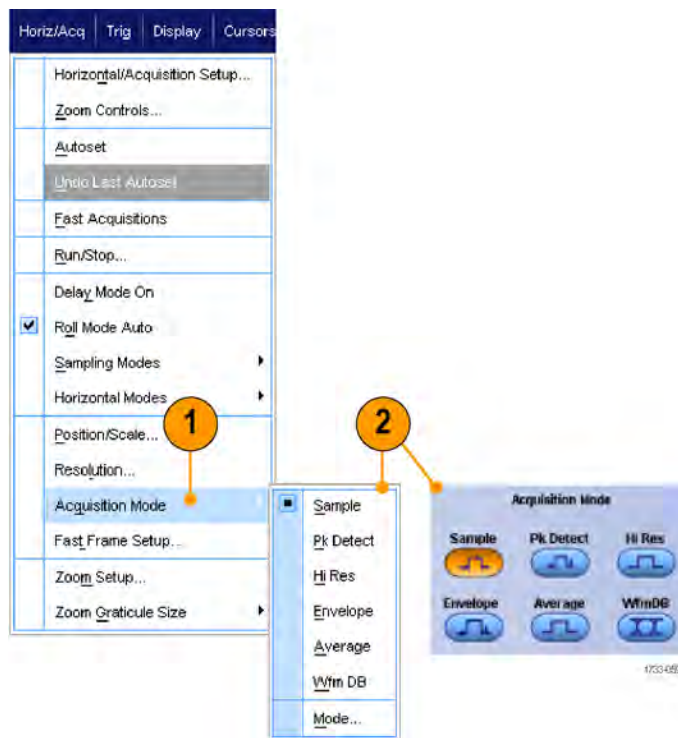 Horiz/Acq Trig Display Cursors
Horizontal/Acquisition Setup...
Zoom Controls...
Autoset
Undo Last Autoset
Fast Acquisitions
Run/Stop...
Delay Mode On
Roll Mode Auto
Sampling Modes
Horizontal Modes
1
Position/Scale...
Resolution...
Acquisition Mode
Fast Frame Setup...
Zoom Setup...
Zoom Graticule Size
2
Sample
Pk Detect
Hi Res
Envelope
Average
Wfm DB
Mode...
Acquisition Mode
Sample Pk Detect Hi Res
Envelope Average WfmDB